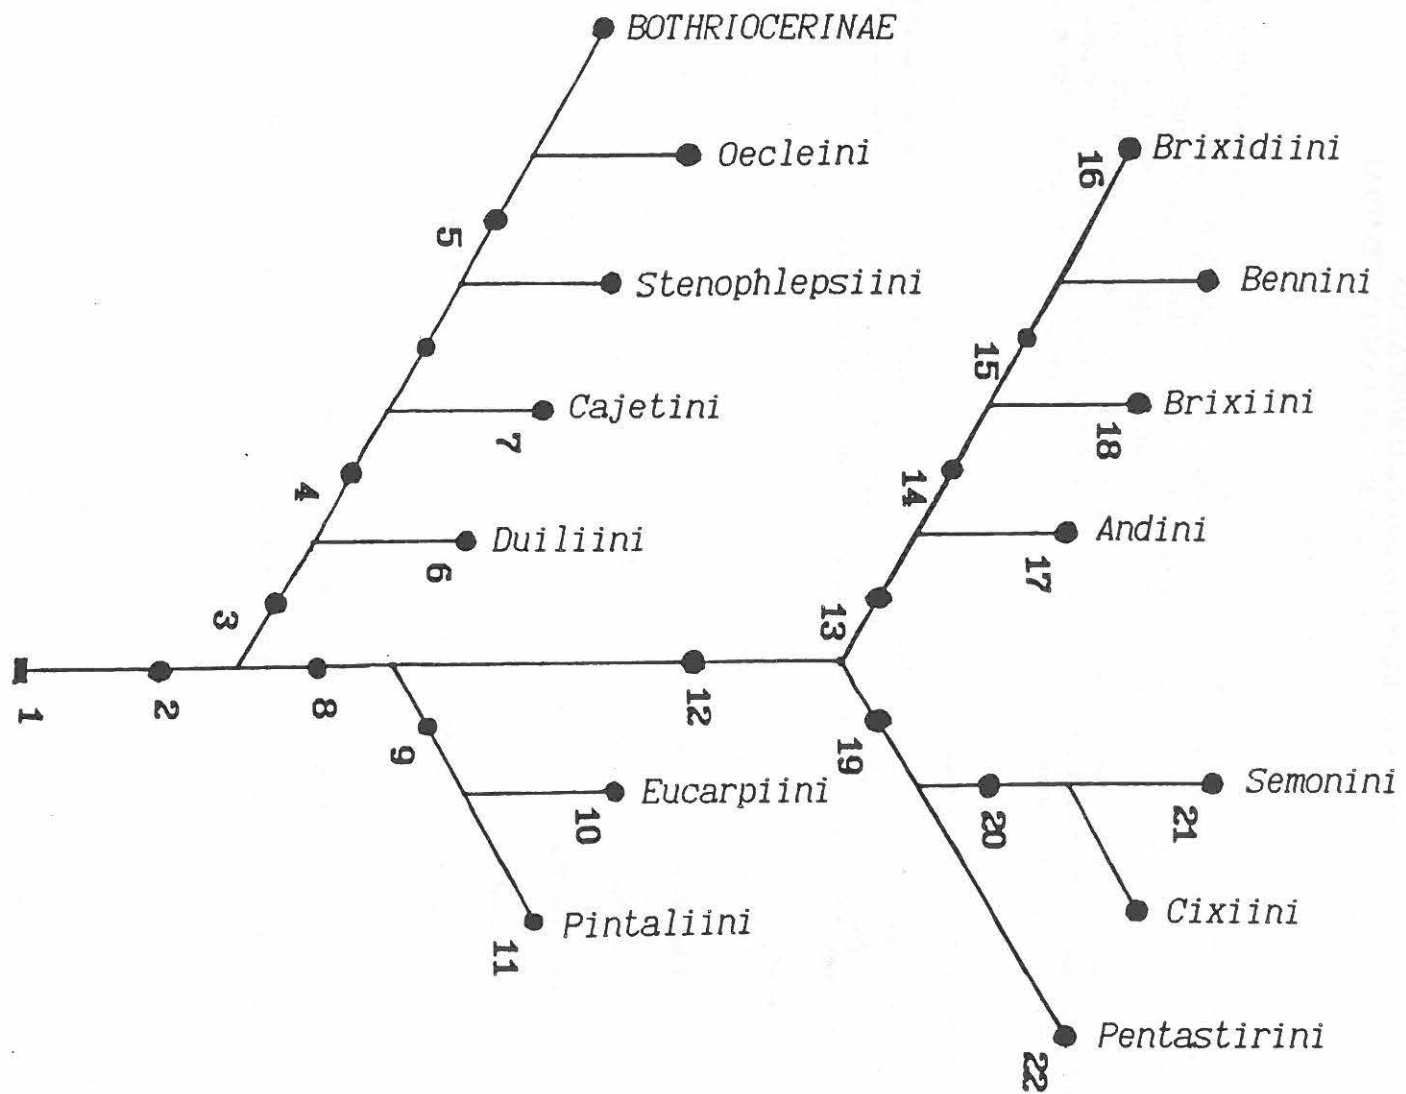 BOTHRIOCERINAE
Oecleini
16
Brixidiini
5
Stenophlepsiini
Bennini
15
Cajetini
7
Brixiini
18
4
14
Duiliini
6
Andini
17
3
13
1
2
8
12
9
19
Eucarpiini
10
Semonini
20
21
Pintaliini
11
Cixiini
Pentastirini
22